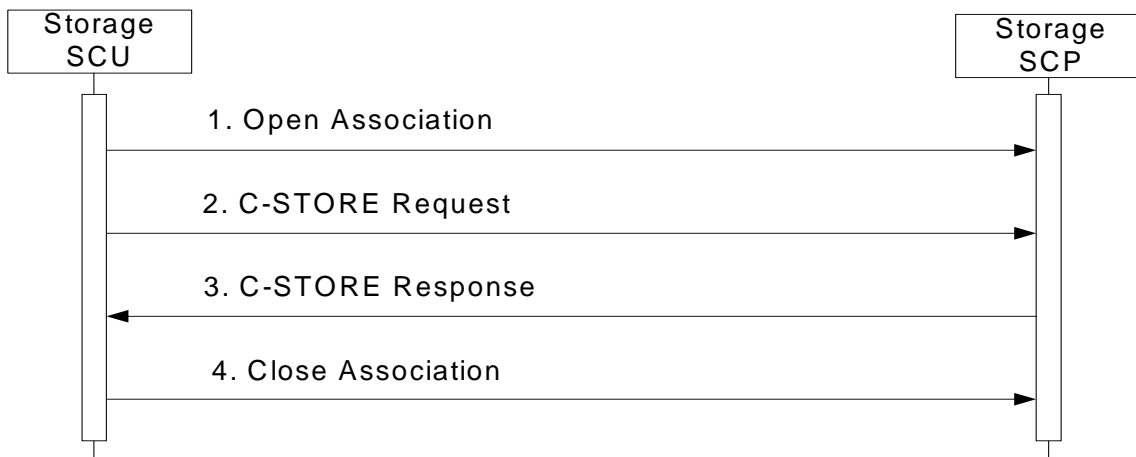 Storage
SCU
Storage
SCP
1. Open Association
2. C-STORE Request
3. C-STORE Response
4. Close Association